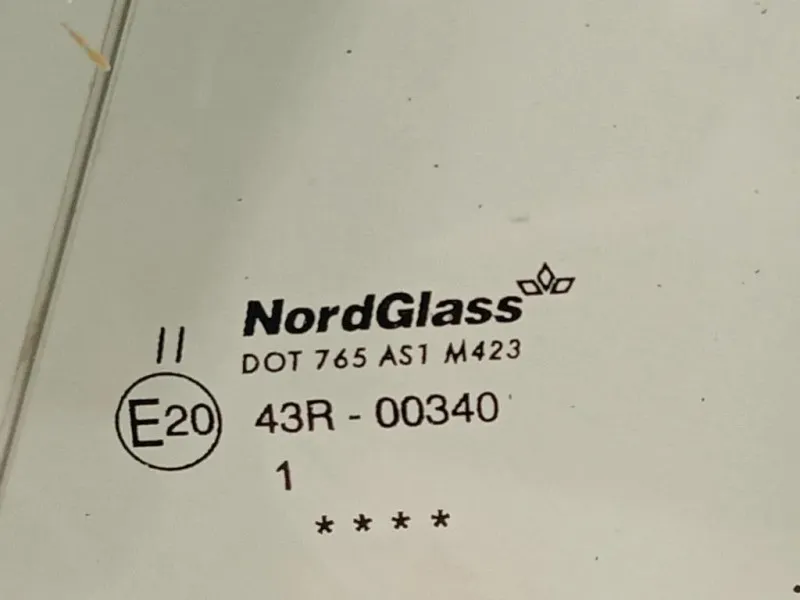 NordGlass
II
DOT 765 AS1 M423
E20 43R - 00340
1
* * * *